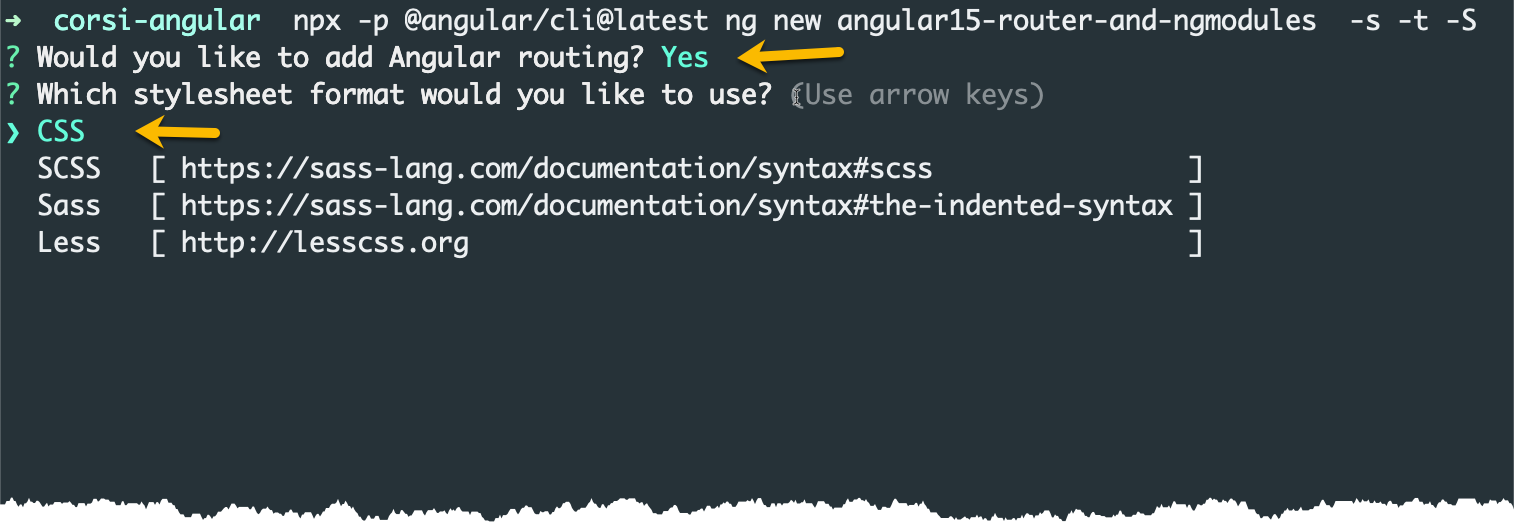 ➜ corsi-angular npx -p @angular/cli@latest ng new angular15-router-and-ngmodules -s -t -S
? Would you like to add Angular routing? Yes
? Which stylesheet format would you like to use? (Use arrow keys)
❯ CSS
SCSS [ https://sass-lang.com/documentation/syntax#scss ]
Sass [ https://sass-lang.com/documentation/syntax#the-indented-syntax ]
Less [ http://lesscss.org ]